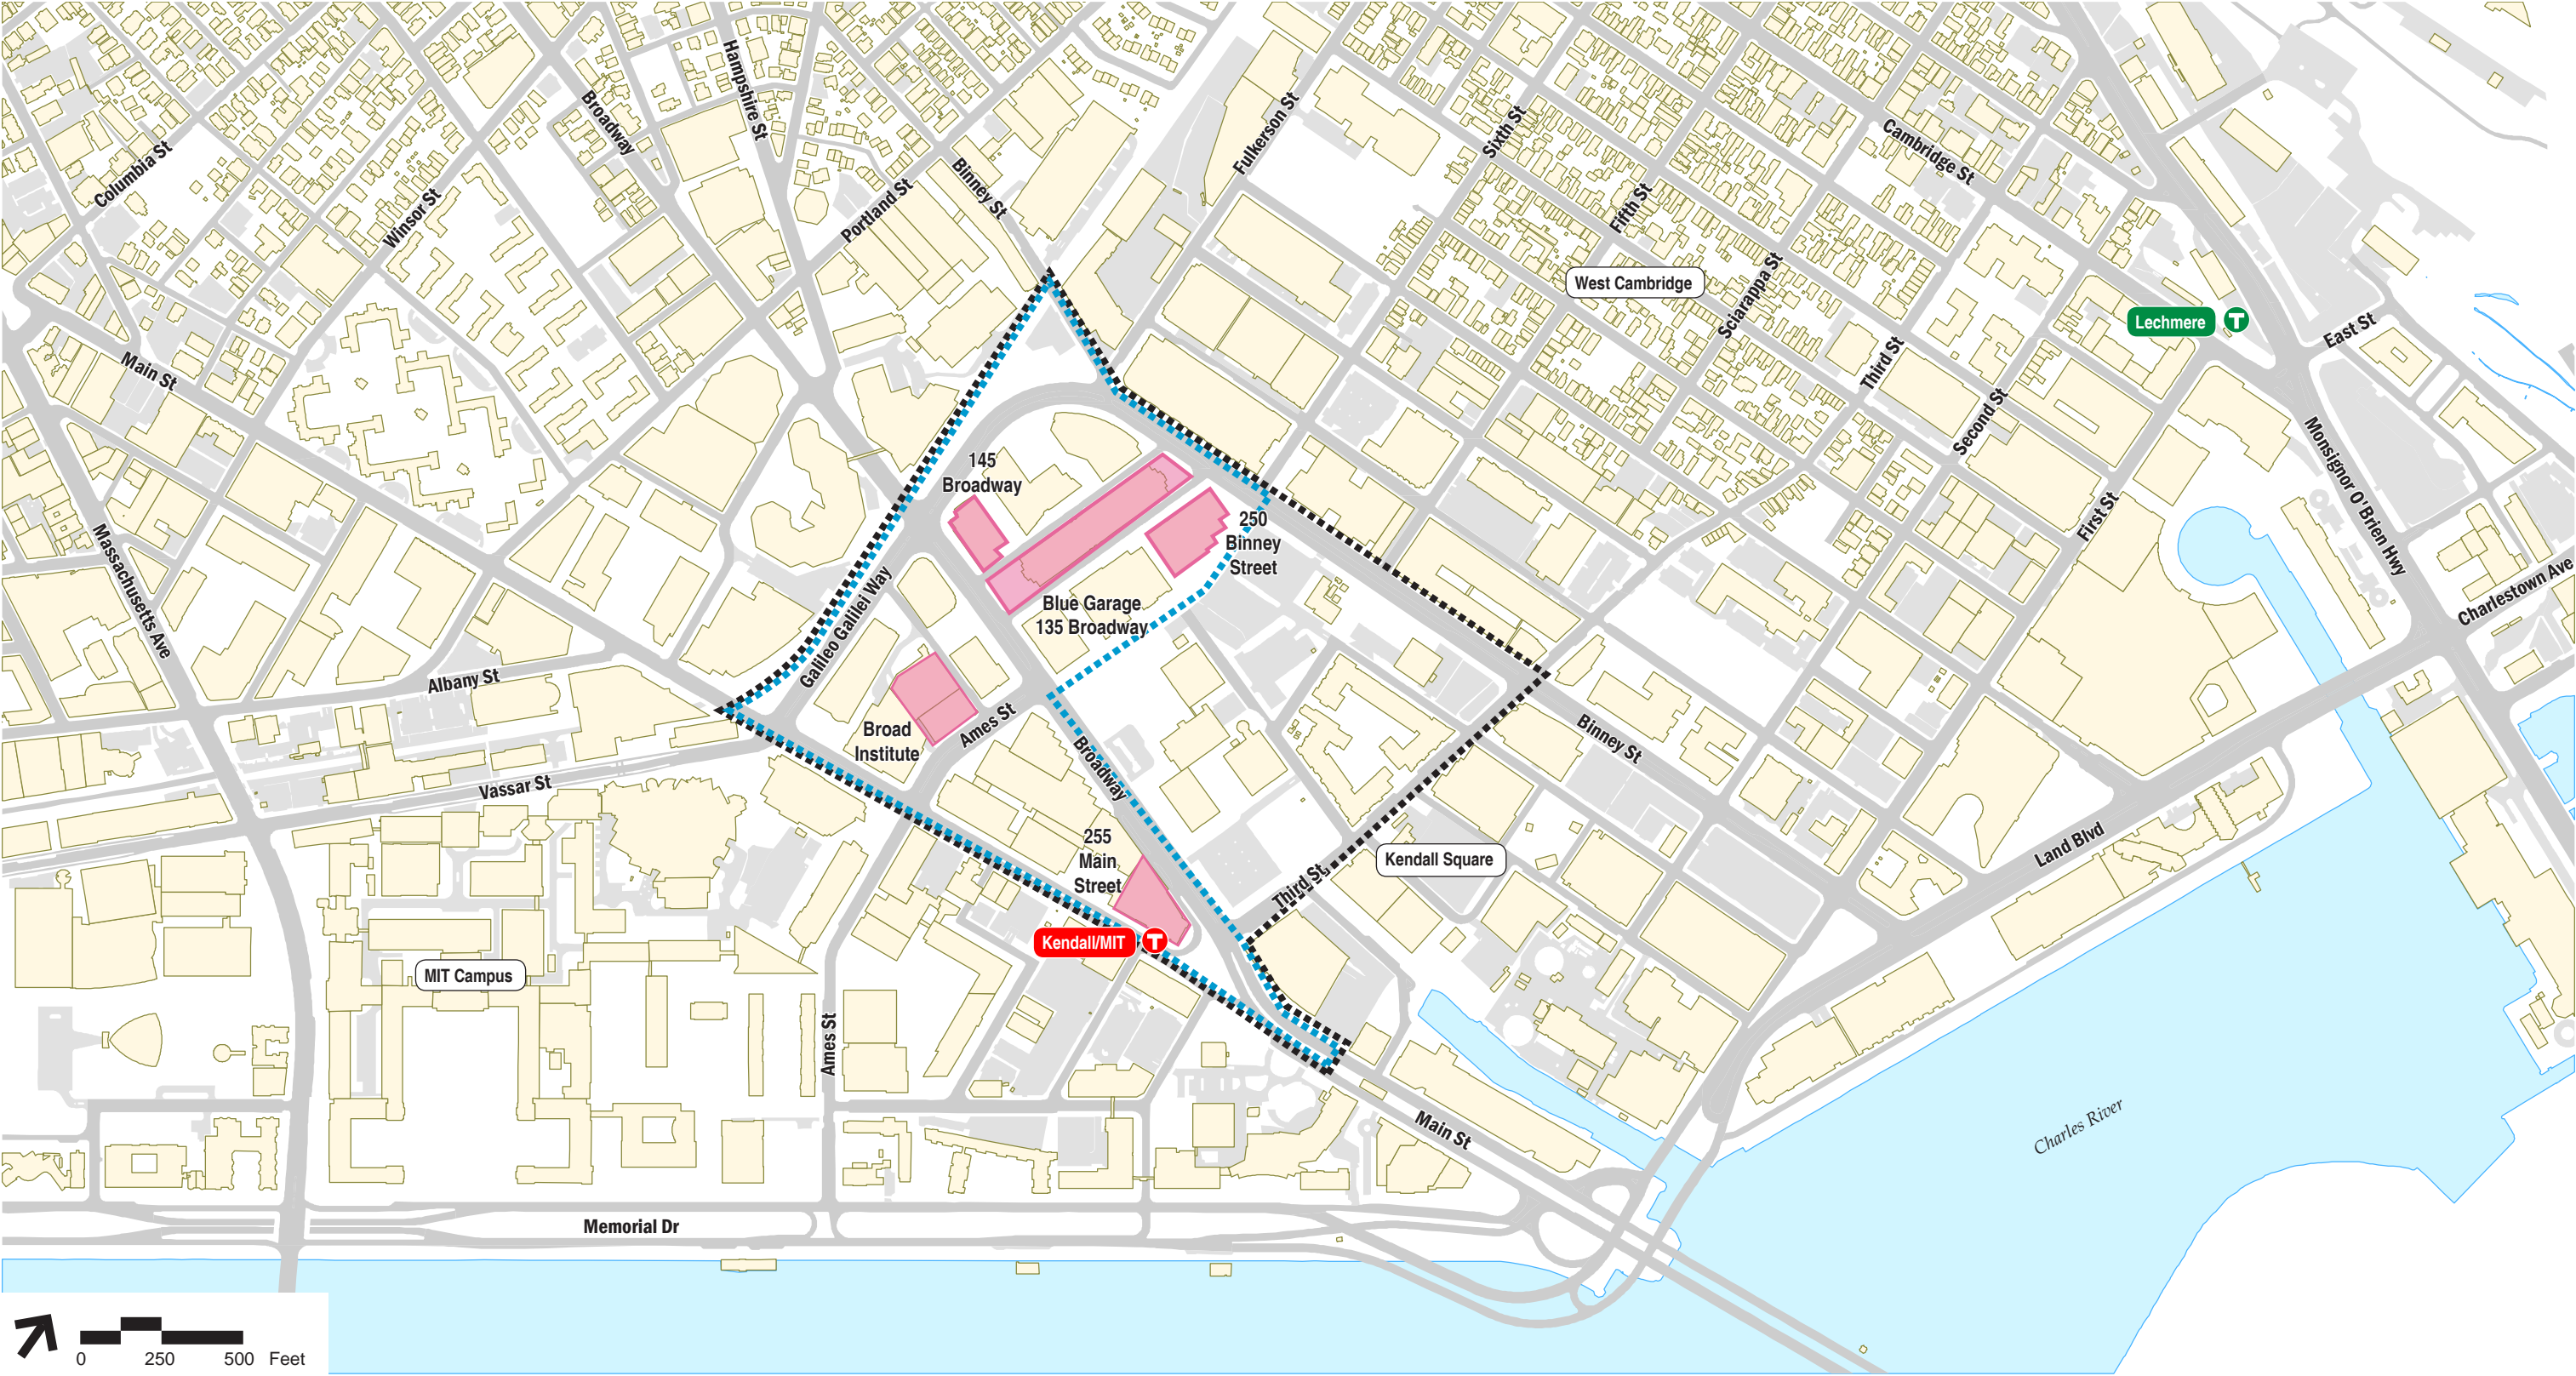 Hampshire St
Broadway
Columbia St
Winsor St
Portland St
Binney St
Fulkerson St
Sixth St
Fifth St
Cambridge St
West Cambridge
Sciarappa St
Third St
Second St
First St
Lechmere
T
East St
Monsignor O'Brien Hwy
Charlestown Ave
Main St
Massachusetts Ave
Albany St
Vassar St
Galileo Galilei Way
145
Broadway
250
Binney
Street
Blue Garage
135 Broadway
Broad
Institute
Ames St
Broadway
255
Main
Street
Binney St
Third St
Kendall Square
Land Blvd
Kendall/MIT
T
MIT Campus
Ames St
Main St
Charles River
Memorial Dr
0 250 500 Feet